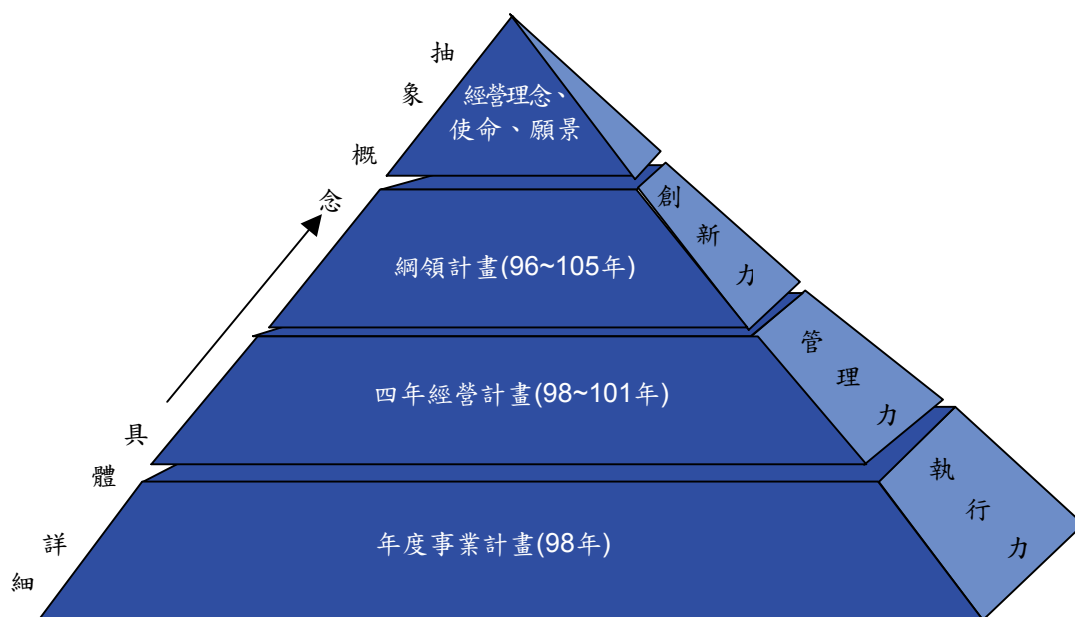 抽象概念
經營理念、
使命、願景
創新力
綱領計畫(96~105年)
管理力
四年經營計畫(98~101年)
具體詳細
執行力
年度事業計畫(98年)